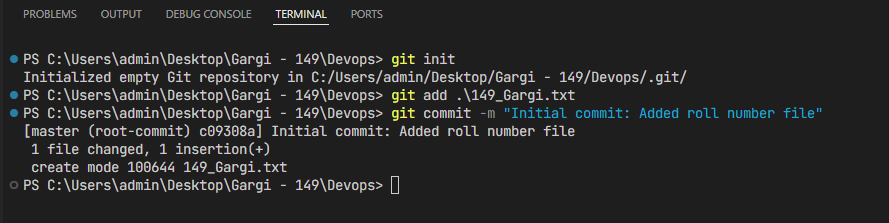 PROBLEMS OUTPUT DEBUG CONSOLE TERMINAL PORTS
PS C:\Users\admin\Desktop\Gargi - 149\Devops> git init
Initialized empty Git repository in C:/Users/admin/Desktop/Gargi - 149/Devops/.git/
PS C:\Users\admin\Desktop\Gargi - 149\Devops> git add .\149_Gargi.txt
PS C:\Users\admin\Desktop\Gargi - 149\Devops> git commit -m "Initial commit: Added roll number file"
[master (root-commit) c09308a] Initial commit: Added roll number file
 1 file changed, 1 insertion(+)
 create mode 100644 149_Gargi.txt
PS C:\Users\admin\Desktop\Gargi - 149\Devops>